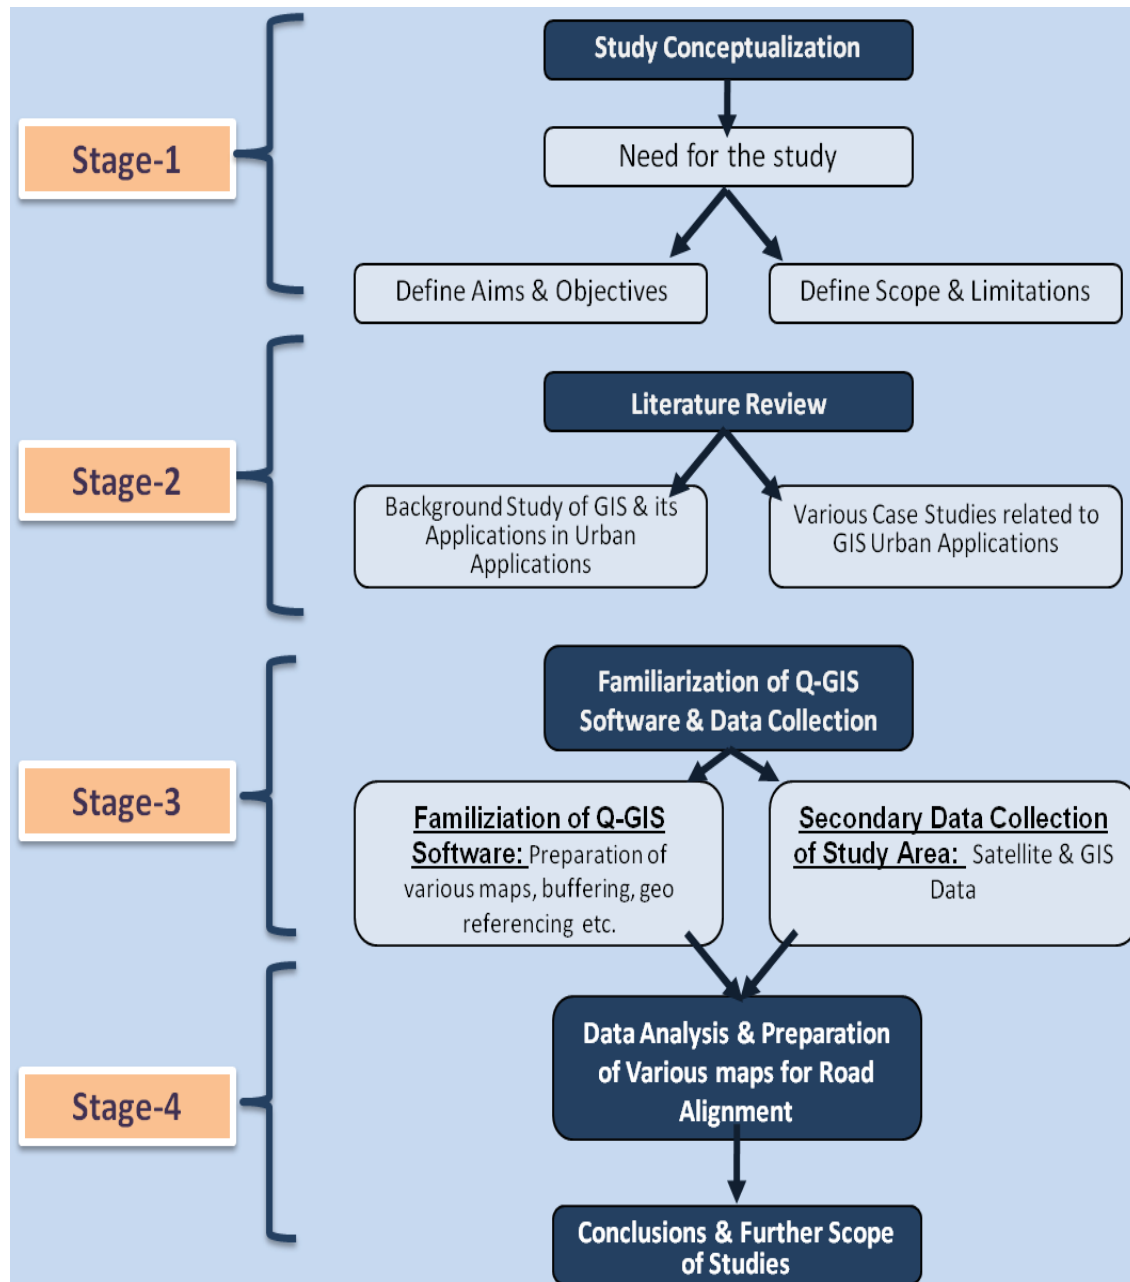 Stage-1
Study Conceptualization
Need for the study
Define Aims & Objectives
Define Scope & Limitations
Stage-2
Literature Review
Background Study of GIS & its
Applications in Urban
Applications
Various Case Studies related to
GIS Urban Applications
Stage-3
Familiarization of Q-GIS
Software & Data Collection
Familiziation of Q-GIS
Software: Preparation of
various maps, buffering, geo
referencing etc.
Secondary Data Collection
of Study Area: Satellite & GIS
Data
Stage-4
Data Analysis & Preparation
of Various maps for Road
Alignment
Conclusions & Further Scope
of Studies